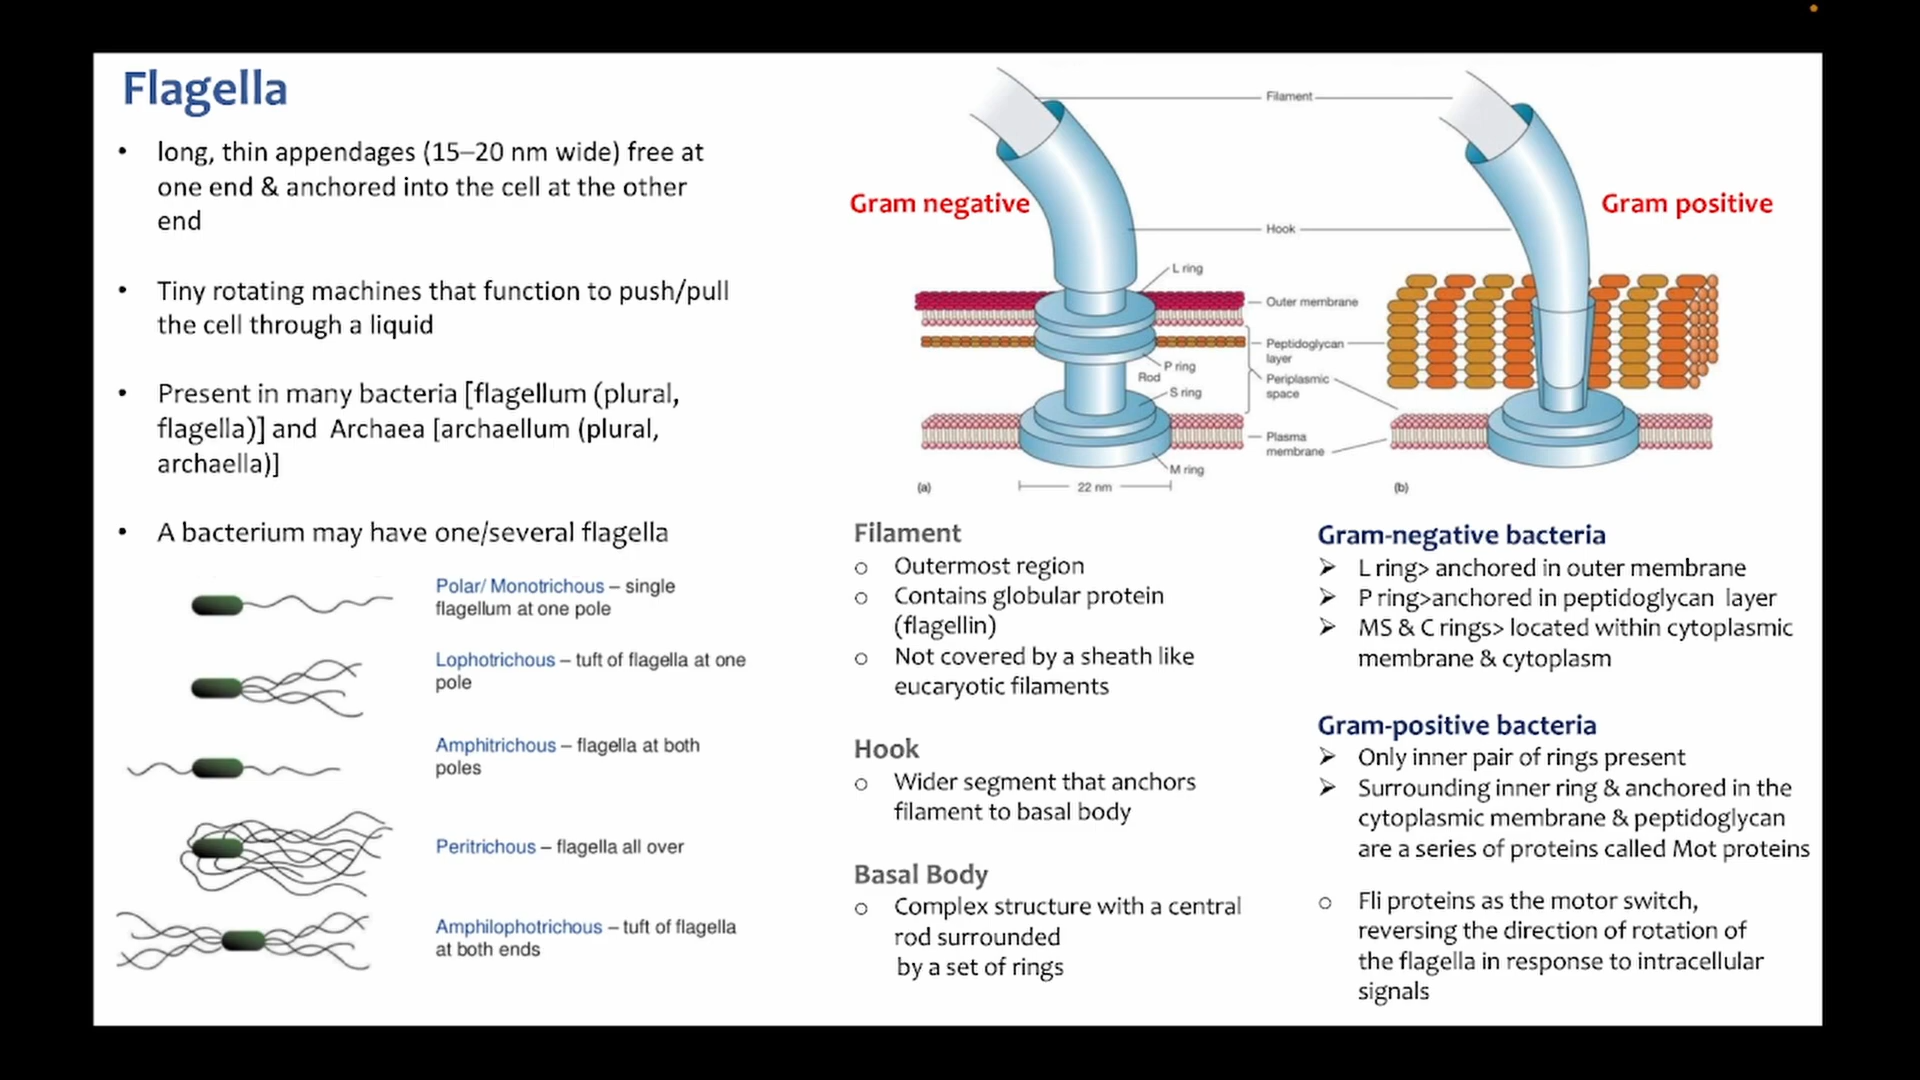 Flagella
• long, thin appendages (15–20 nm wide) free at
one end & anchored into the cell at the other
end
• Tiny rotating machines that function to push/pull
the cell through a liquid
• Present in many bacteria [flagellum (plural,
flagella)] and Archaea [archaellum (plural,
archaella)]
• A bacterium may have one/several flagella
Polar/ Monotrichous – single
flagellum at one pole
Lophotrichous – tuft of flagella at one
pole
Amphitrichous – flagella at both
poles
Peritrichous – flagella all over
Amphilophotrichous – tuft of flagella
at both ends
Gram negative
Gram positive
Filament
Hook
L ring
Outer membrane
Peptidoglycan
layer
P ring
Rod
Periplasmic
space
S ring
Plasma
membrane
M ring
(a)
22 nm
(b)
Filament
o Outermost region
o Contains globular protein
(flagellin)
o Not covered by a sheath like
eucaryotic filaments
Hook
o Wider segment that anchors
filament to basal body
Basal Body
o Complex structure with a central
rod surrounded
by a set of rings
Gram-negative bacteria
➢ L ring> anchored in outer membrane
➢ P ring>anchored in peptidoglycan layer
➢ MS & C rings> located within cytoplasmic
membrane & cytoplasm
Gram-positive bacteria
➢ Only inner pair of rings present
➢ Surrounding inner ring & anchored in the
cytoplasmic membrane & peptidoglycan
are a series of proteins called Mot proteins
o Fli proteins as the motor switch,
reversing the direction of rotation of
the flagella in response to intracellular
signals